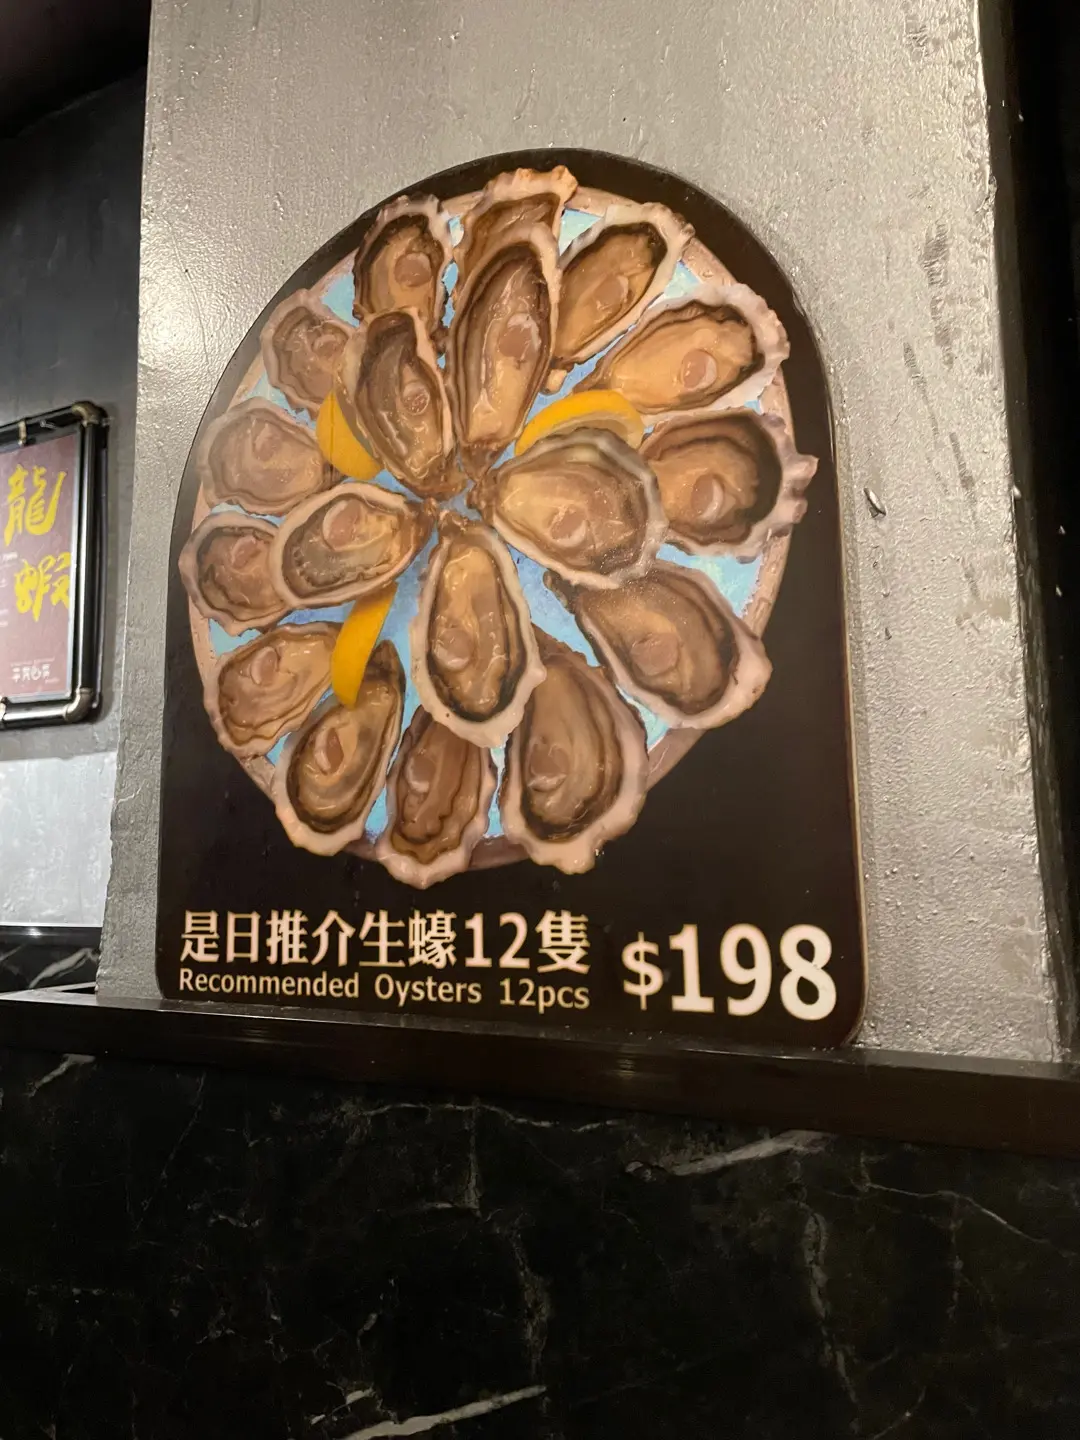 龍
蝦
是日推介生蠔12隻
Recommended Oysters 12pcs
$198